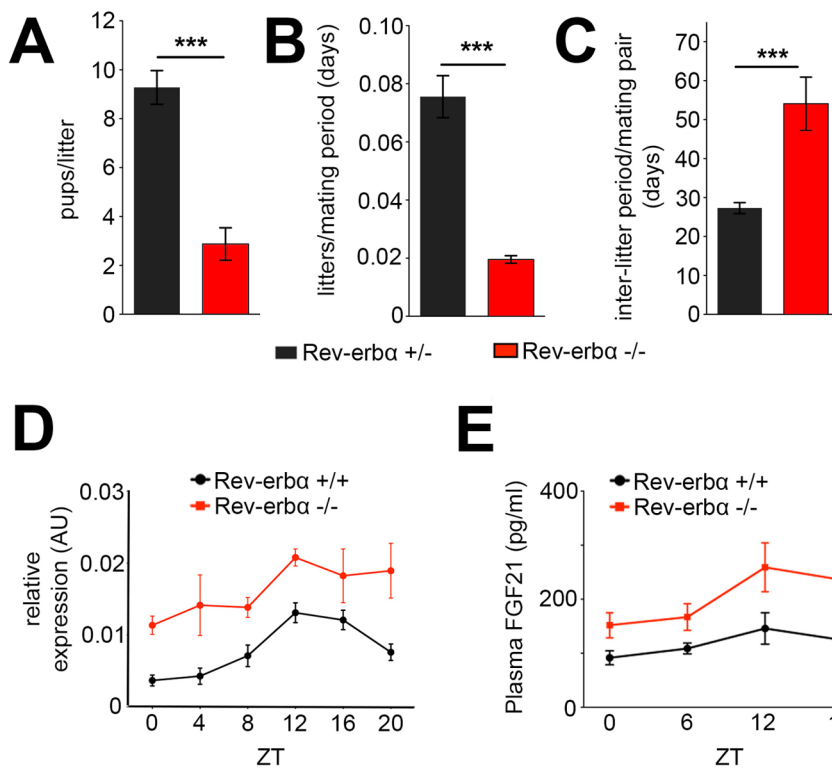 A
12
10
8
6
4
2
0
pups/litter
***
B
0.10
0.08
0.06
0.04
0.02
0
litters/mating period (days)
***
C
70
60
50
40
30
20
10
0
inter-litter period/mating pair
(days)
***
Rev-erbα +/-
Rev-erbα -/-
D
Rev-erbα +/+
Rev-erbα -/-
0.03
0.02
0.01
0
relative
expression (AU)
0 4 8 12 16 20
ZT
E
Rev-erbα +/+
Rev-erbα -/-
400
200
0
Plasma FGF21 (pg/ml)
0 6 12
ZT